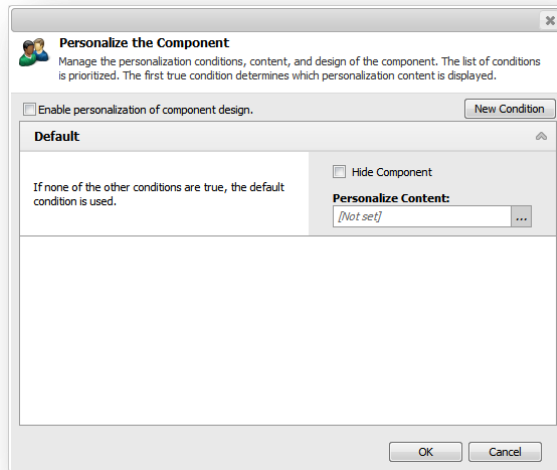 Personalize the Component
Manage the personalization conditions, content, and design of the component. The list of conditions
is prioritized. The first true condition determines which personalization content is displayed.
Enable personalization of component design.
New Condition
Default
If none of the other conditions are true, the default
condition is used.
Hide Component
Personalize Content:
[Not set]
...
OK
Cancel